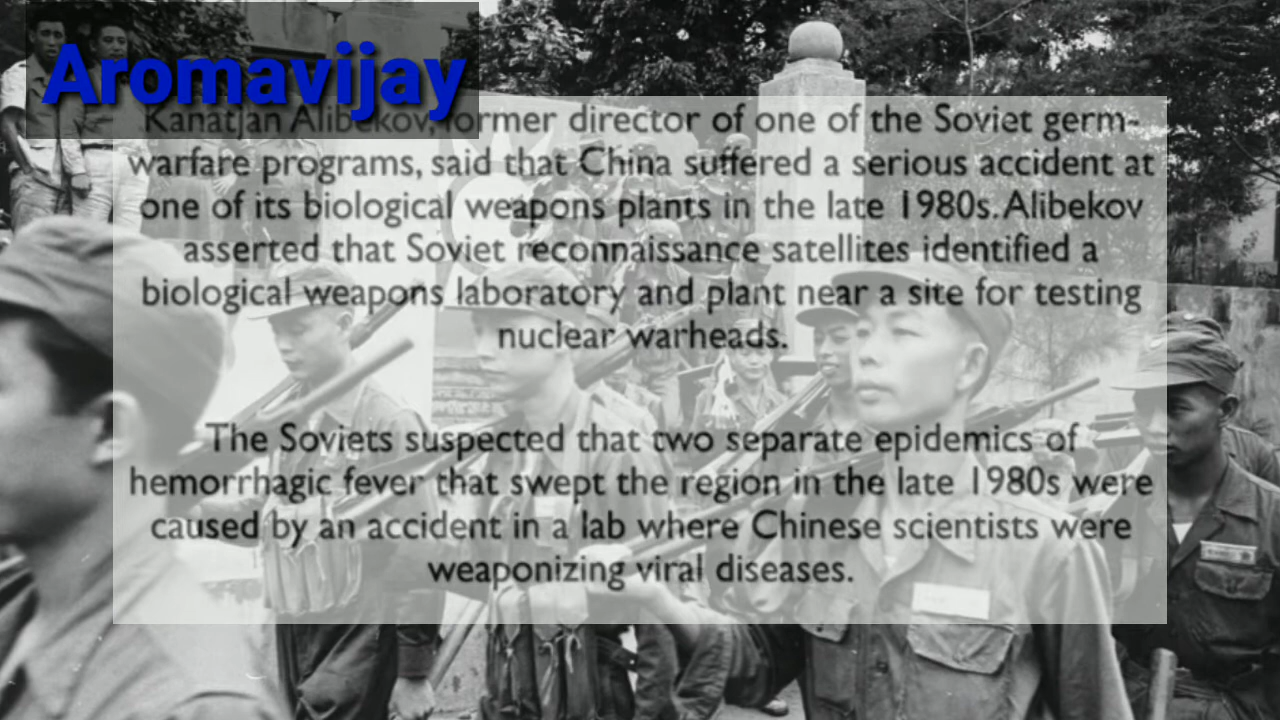 Aromavijay
Kanatjan Alibekov, former director of one of the Soviet germ-
warfare programs, said that China suffered a serious accident at
one of its biological weapons plants in the late 1980s. Alibekov
asserted that Soviet reconnaissance satellites identified a
biological weapons laboratory and plant near a site for testing
nuclear warheads.
The Soviets suspected that two separate epidemics of
hemorrhagic fever that swept the region in the late 1980s were
caused by an accident in a lab where Chinese scientists were
weaponizing viral diseases.